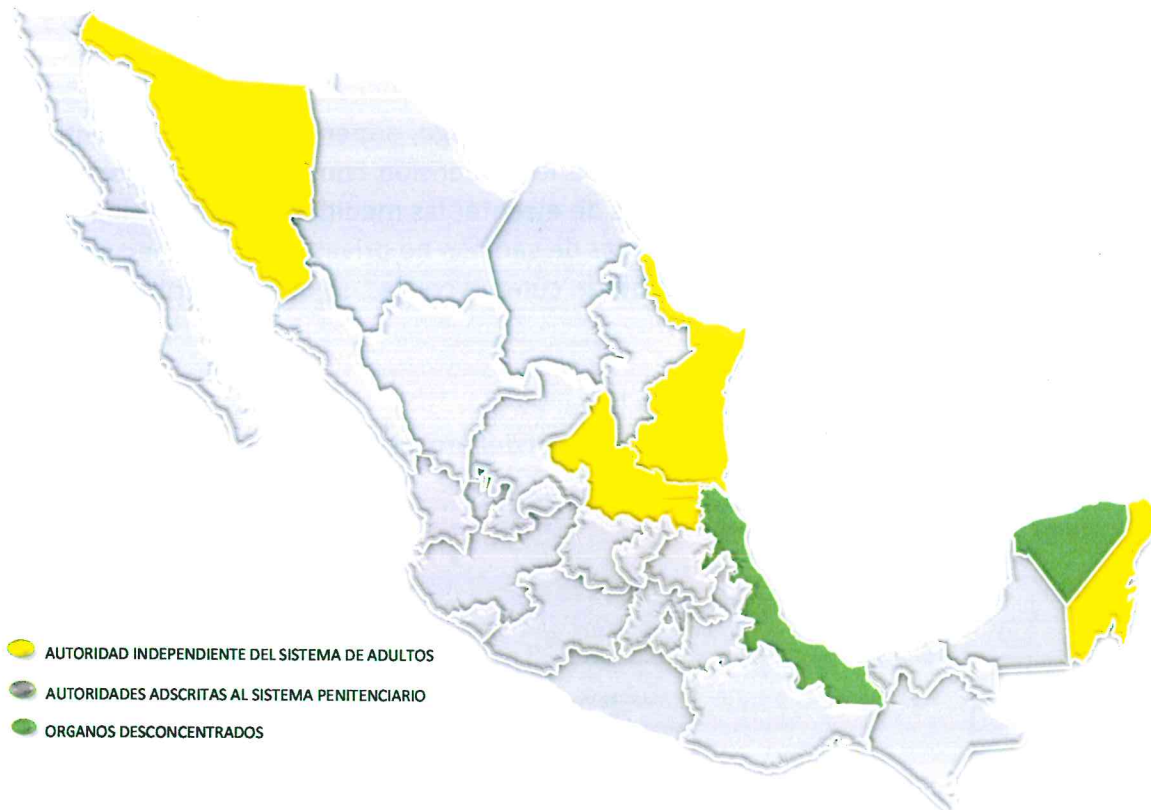 AUTORIDAD INDEPENDIENTE DEL SISTEMA DE ADULTOS
AUTORIDADES ADSCRITAS AL SISTEMA PENITENCIARIO
ORGANOS DESCONCENTRADOS